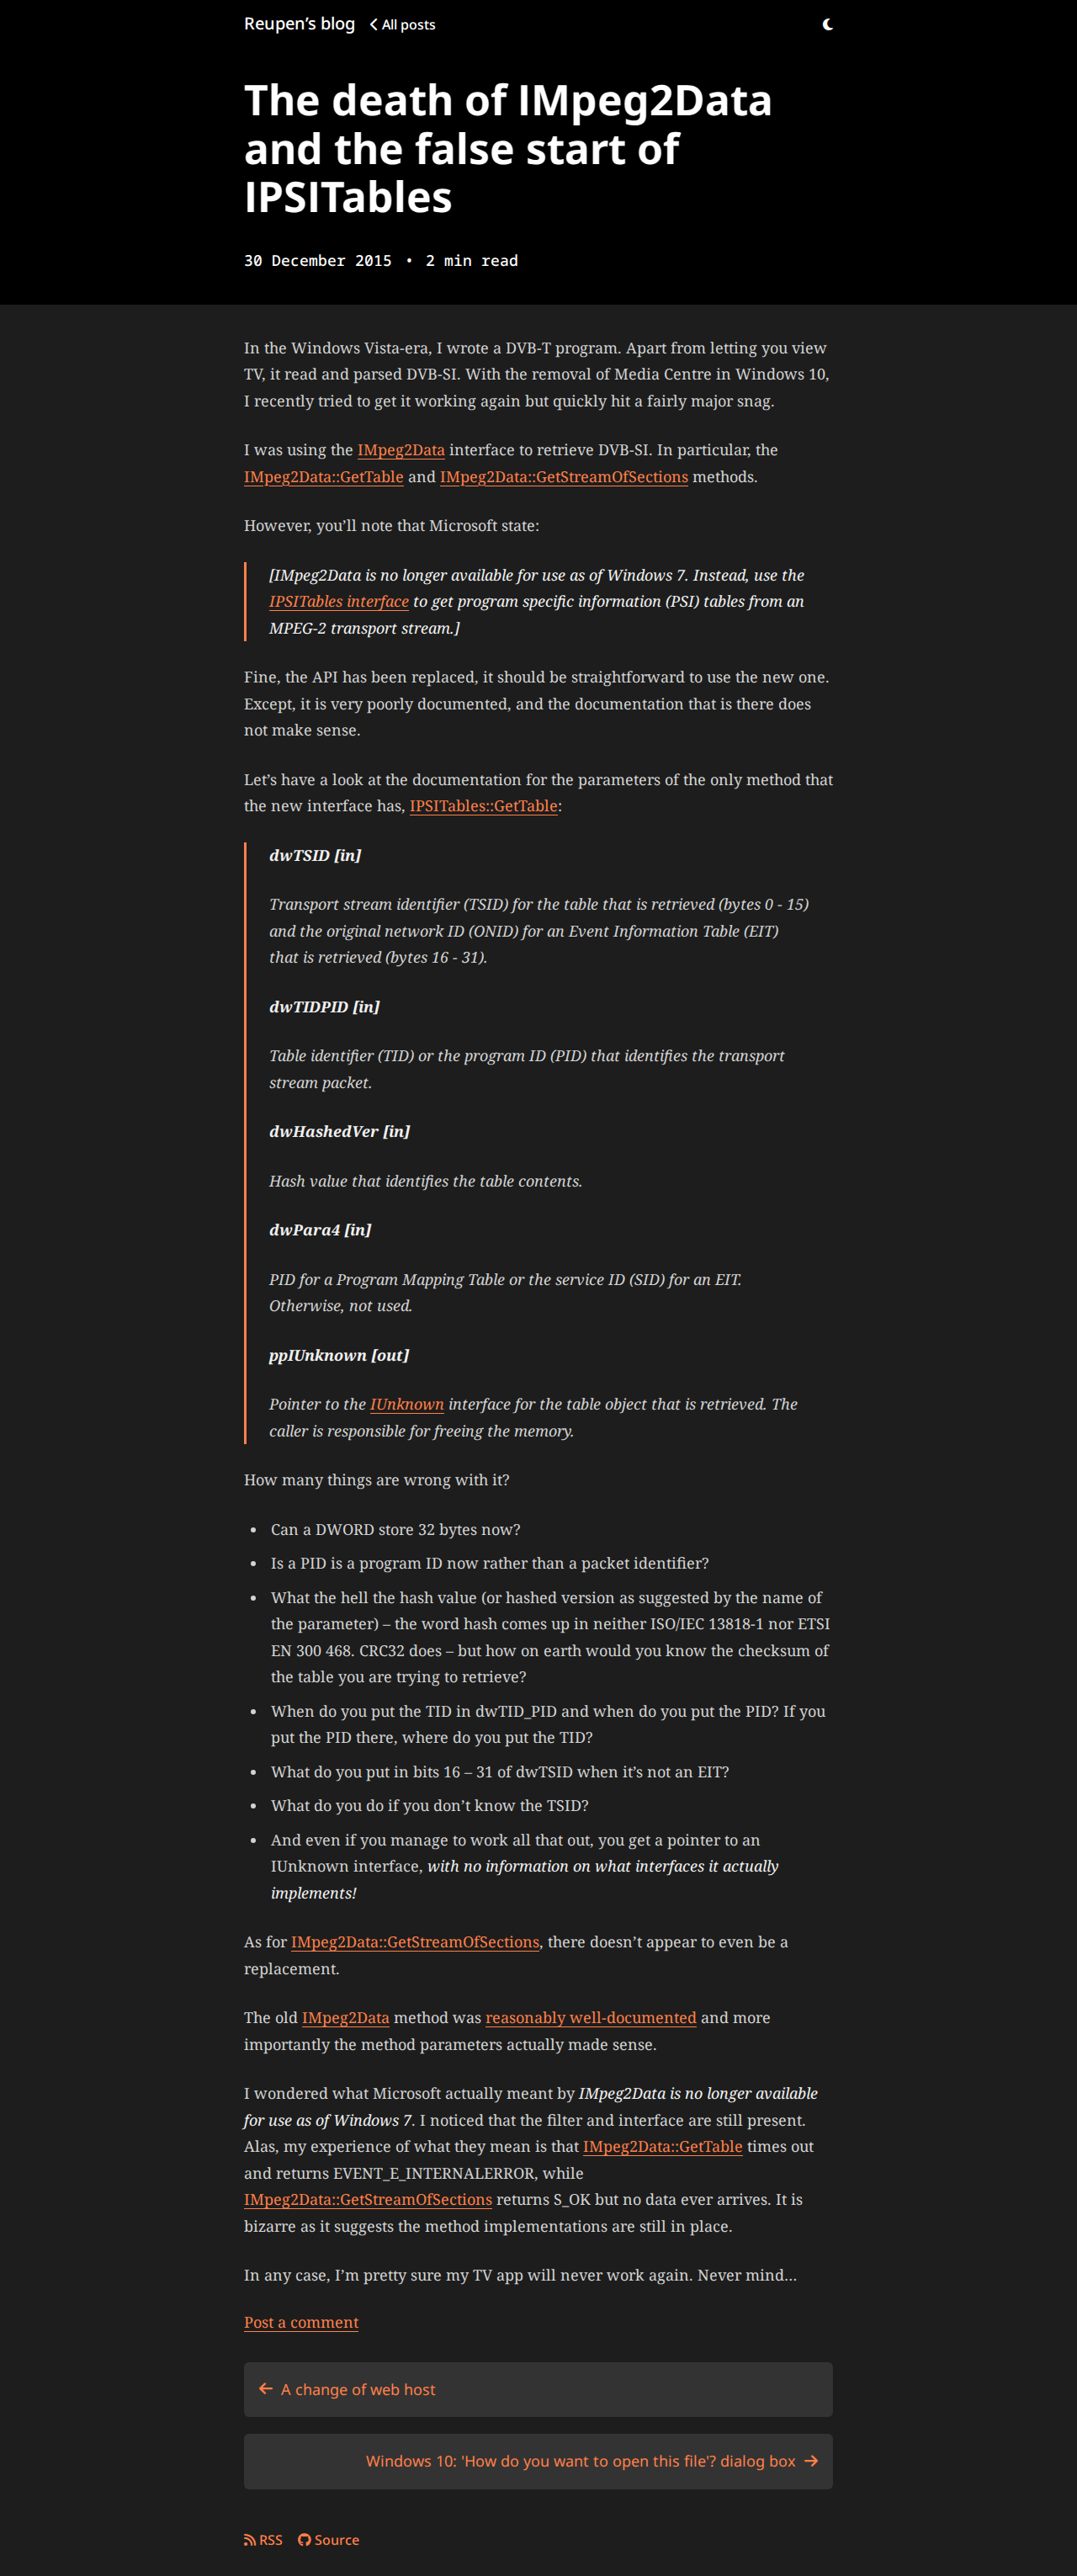 Reupen’s blog All posts
The death of IMpeg2Data
and the false start of
IPSITables
30 December 2015 • 2 min read
In the Windows Vista-era, I wrote a DVB-T program. Apart from letting you view
TV, it read and parsed DVB-SI. With the removal of Media Centre in Windows 10,
I recently tried to get it working again but quickly hit a fairly major snag.
I was using the IMpeg2Data interface to retrieve DVB-SI. In particular, the
IMpeg2Data::GetTable and IMpeg2Data::GetStreamOfSections methods.
However, you’ll note that Microsoft state:
[IMpeg2Data is no longer available for use as of Windows 7. Instead, use the
IPSITables interface to get program specific information (PSI) tables from an
MPEG-2 transport stream.]
Fine, the API has been replaced, it should be straightforward to use the new one.
Except, it is very poorly documented, and the documentation that is there does
not make sense.
Let’s have a look at the documentation for the parameters of the only method that
the new interface has, IPSITables::GetTable:
dwTSID [in]
Transport stream identifier (TSID) for the table that is retrieved (bytes 0 - 15)
and the original network ID (ONID) for an Event Information Table (EIT)
that is retrieved (bytes 16 - 31).
dwTIDPID [in]
Table identifier (TID) or the program ID (PID) that identifies the transport
stream packet.
dwHashedVer [in]
Hash value that identifies the table contents.
dwPara4 [in]
PID for a Program Mapping Table or the service ID (SID) for an EIT.
Otherwise, not used.
ppIUnknown [out]
Pointer to the IUnknown interface for the table object that is retrieved. The
caller is responsible for freeing the memory.
How many things are wrong with it?
• Can a DWORD store 32 bytes now?
• Is a PID is a program ID now rather than a packet identifier?
• What the hell the hash value (or hashed version as suggested by the name of
the parameter) – the word hash comes up in neither ISO/IEC 13818-1 nor ETSI
EN 300 468. CRC32 does – but how on earth would you know the checksum of
the table you are trying to retrieve?
• When do you put the TID in dwTID_PID and when do you put the PID? If you
put the PID there, where do you put the TID?
• What do you put in bits 16 – 31 of dwTSID when it’s not an EIT?
• What do you do if you don’t know the TSID?
• And even if you manage to work all that out, you get a pointer to an
IUnknown interface, with no information on what interfaces it actually
implements!
As for IMpeg2Data::GetStreamOfSections, there doesn’t appear to even be a
replacement.
The old IMpeg2Data method was reasonably well-documented and more
importantly the method parameters actually made sense.
I wondered what Microsoft actually meant by IMpeg2Data is no longer available
for use as of Windows 7. I noticed that the filter and interface are still present.
Alas, my experience of what they mean is that IMpeg2Data::GetTable times out
and returns EVENT_E_INTERNALERROR, while
IMpeg2Data::GetStreamOfSections returns S_OK but no data ever arrives. It is
bizarre as it suggests the method implementations are still in place.
In any case, I’m pretty sure my TV app will never work again. Never mind…
Post a comment
← A change of web host
Windows 10: 'How do you want to open this file'? dialog box →
RSS Source